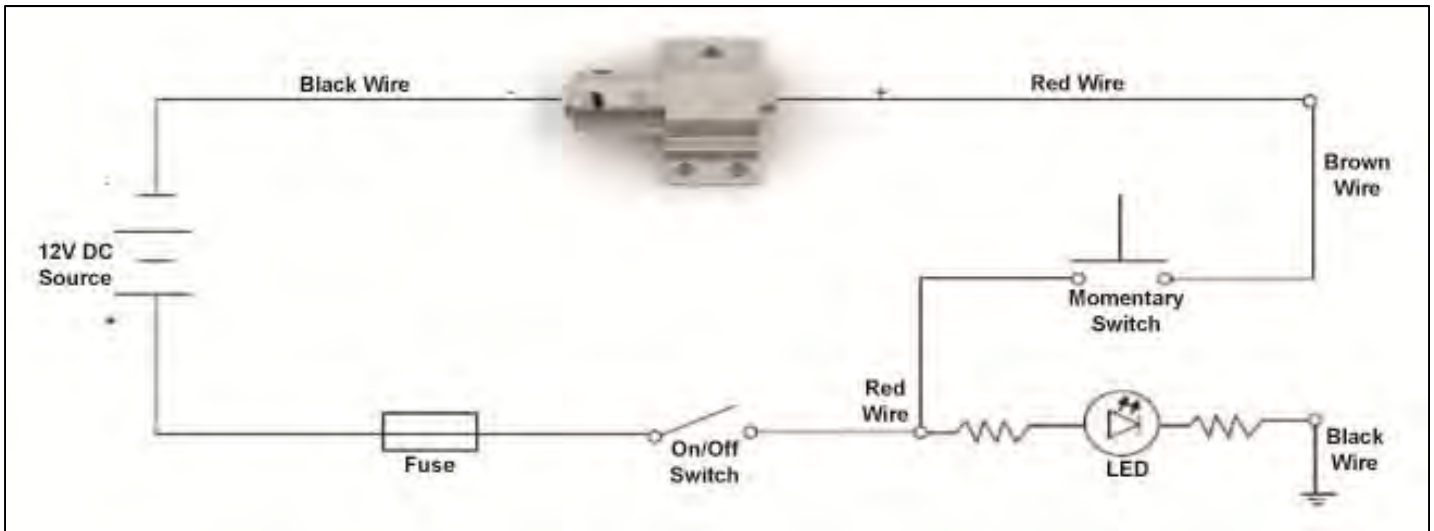 Black Wire
-
+
Red Wire
Brown
Wire
-
12V DC
Source
+
Momentary
Switch
Red
Wire
Fuse
On/Off
Switch
LED
Black
Wire